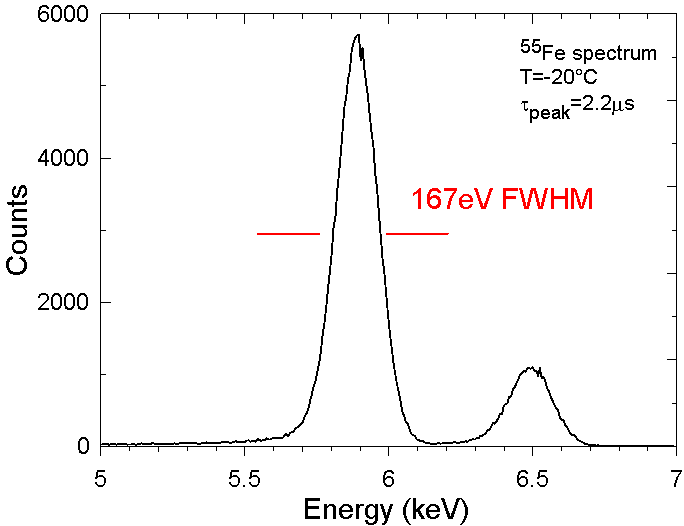 6000
⁵⁵Fe spectrum
T=-20°C
τpeak=2.2μs
4000
167eV FWHM
Counts
2000
0
5 5.5 6 6.5 7
Energy (keV)